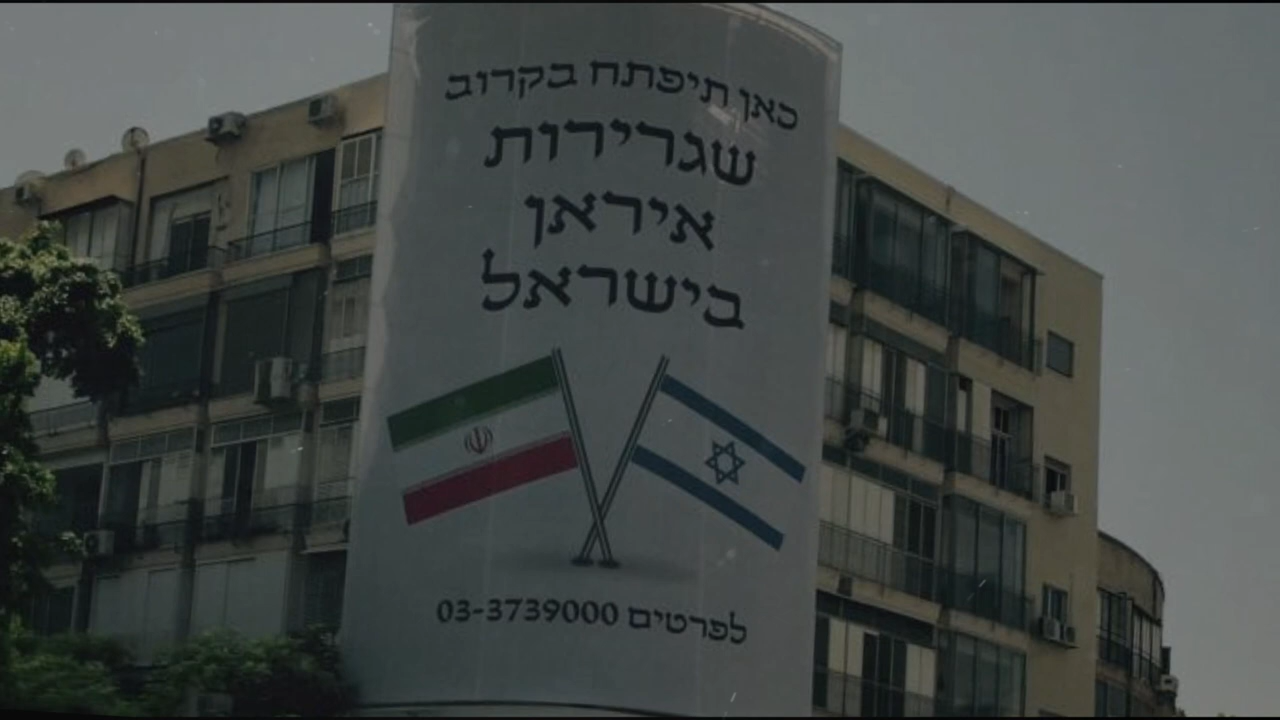 כאן תיפתח בקרוב
שגרירות
איראן
בישראל
לפרטים 03-3739000